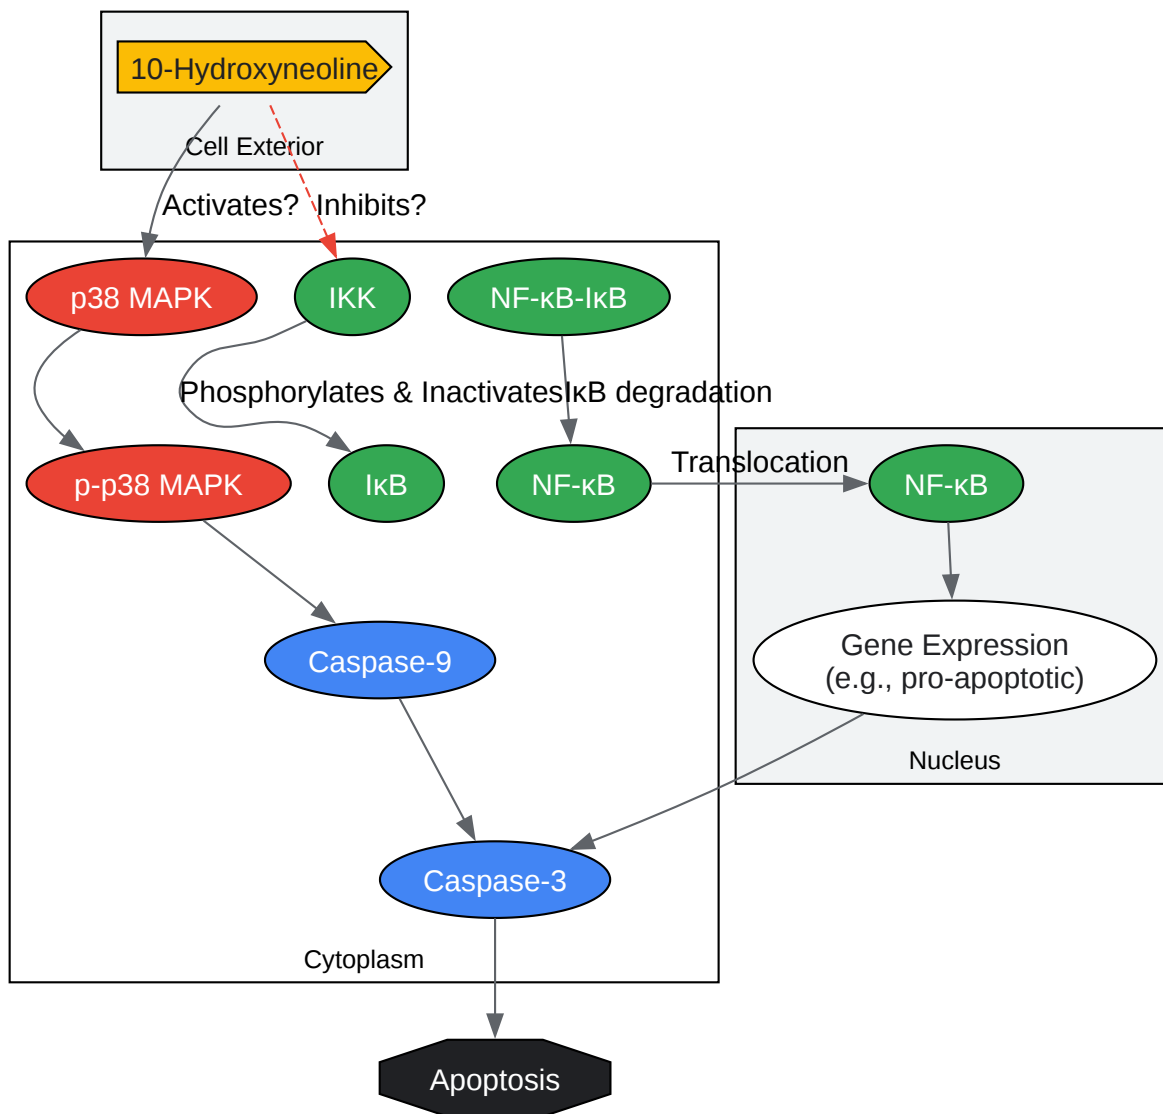 10-Hydroxyneoline
Cell Exterior
Activates?
Inhibits?
p38 MAPK
IKK
NF-κB-IκB
Phosphorylates & Inactivates
IκB degradation
p-p38 MAPK
IκB
NF-κB
Translocation
NF-κB
Caspase-9
Gene Expression
(e.g., pro-apoptotic)
Nucleus
Caspase-3
Cytoplasm
Apoptosis